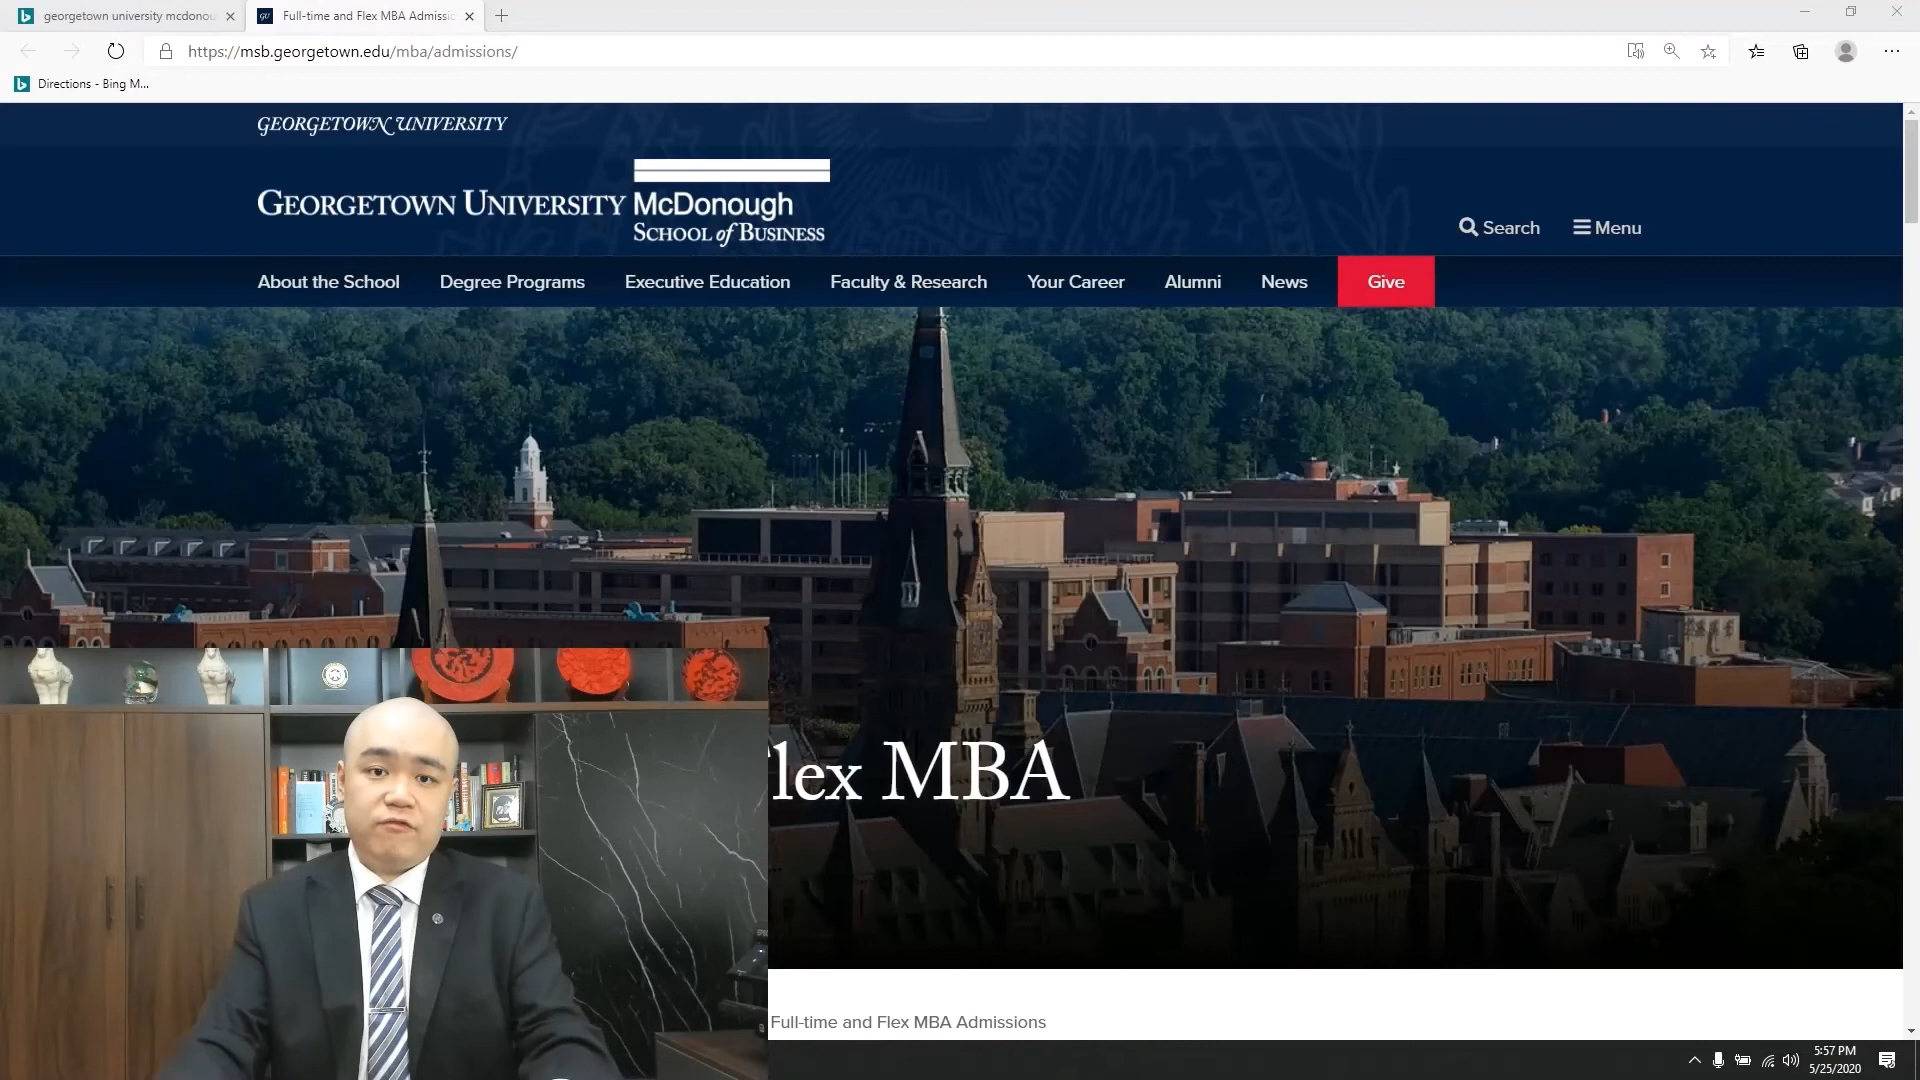 georgetown university mcdonou
Full-time and Flex MBA Admissic
https://msb.georgetown.edu/mba/admissions/
Directions - Bing M...
GEORGETOWN UNIVERSITY
GEORGETOWN UNIVERSITY McDonough
SCHOOL of BUSINESS
Search
Menu
About the School
Degree Programs
Executive Education
Faculty & Research
Your Career
Alumni
News
Give
lex MBA
Full-time and Flex MBA Admissions
5:57 PM
5/25/2020